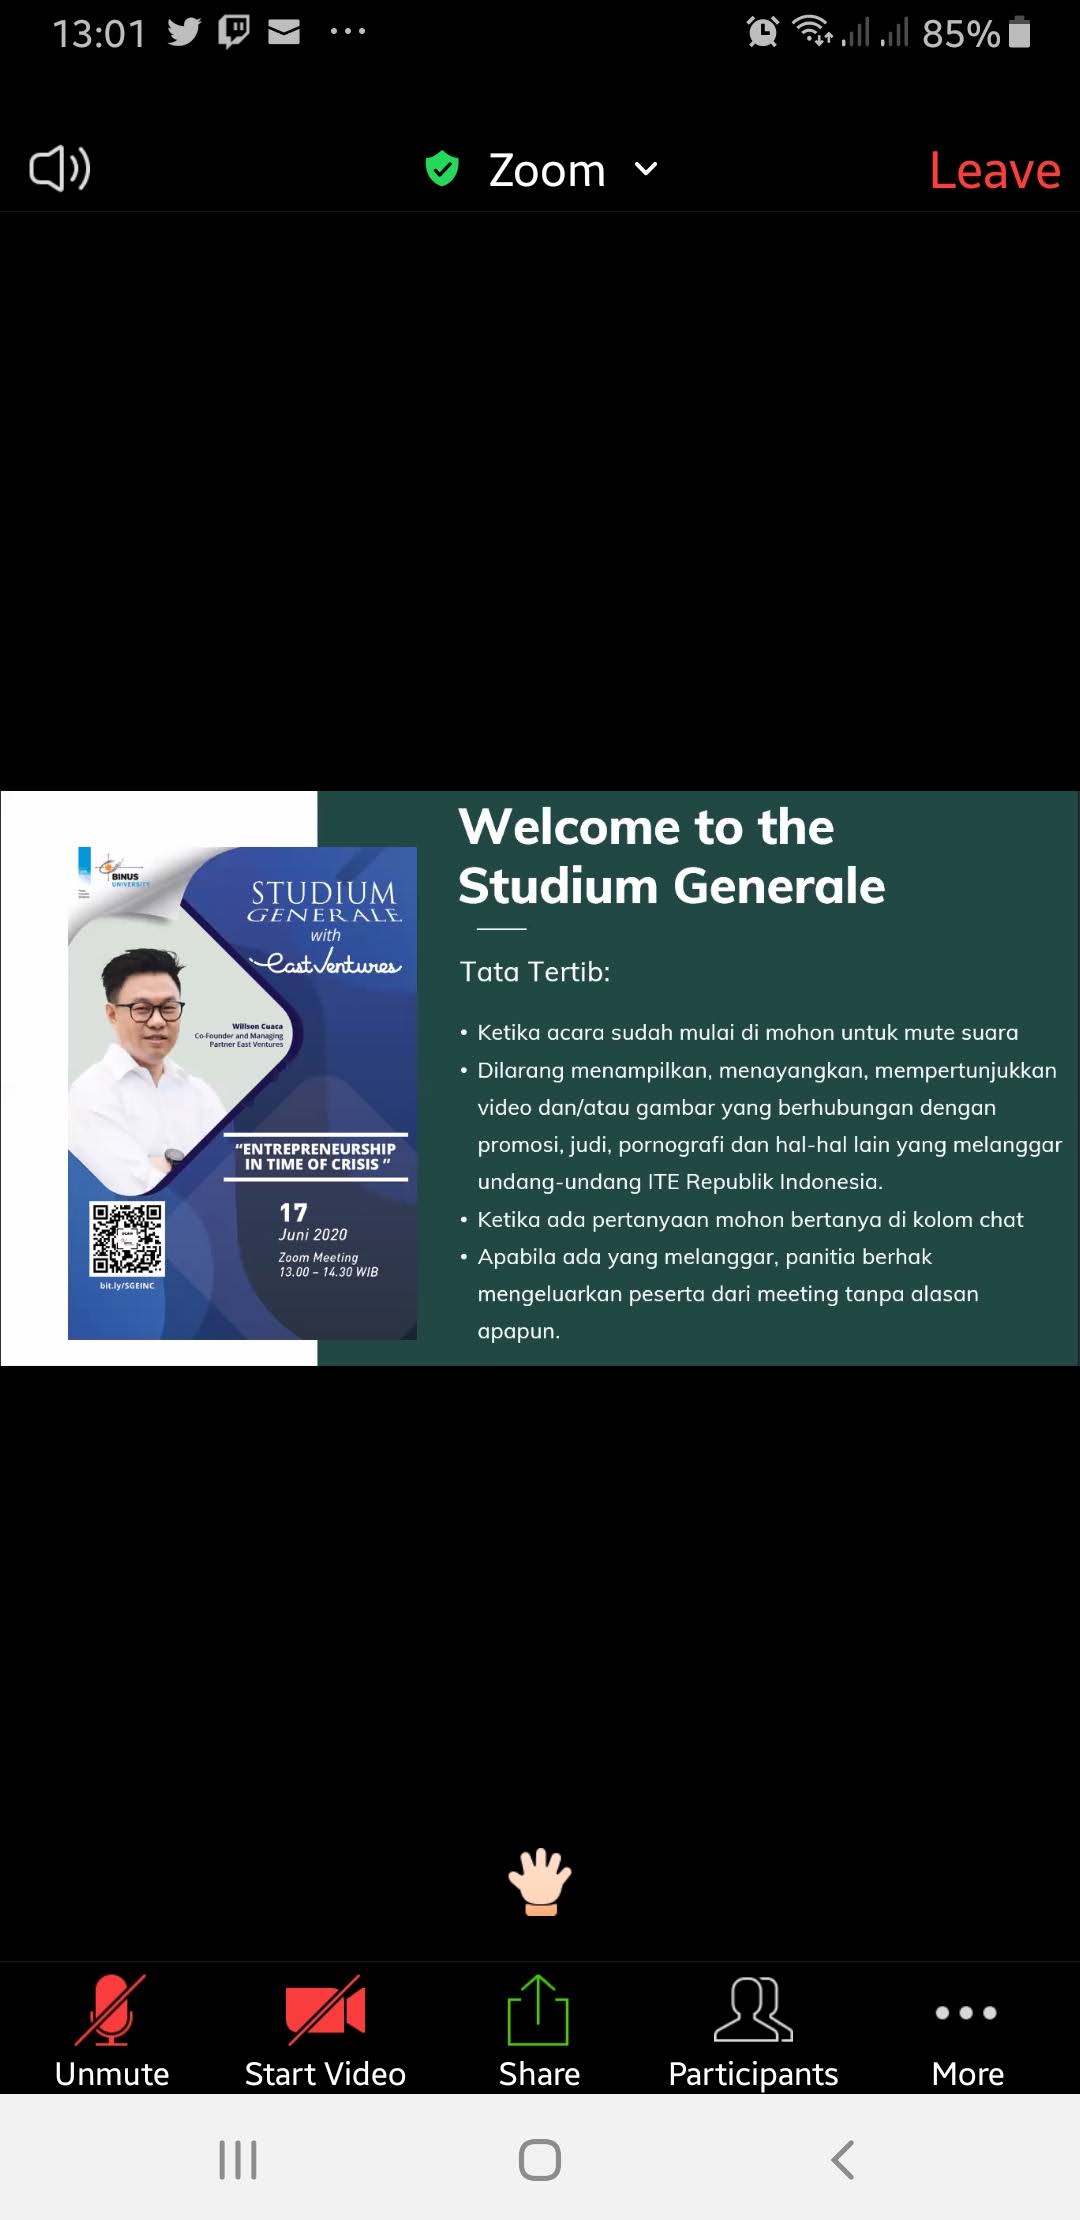 13:01
85%
Zoom
Leave
BINUS
UNIVERSITY
STUDIUM
GENERALE
with
East Ventures
Willson Cuaca
Co-Founder and Managing
Partner East Ventures
"ENTREPRENEURSHIP
IN TIME OF CRISIS "
17
Juni 2020
Zoom Meeting
13.00 – 14.30 WIB
bit.ly/SGEINC
Welcome to the
Studium Generale
Tata Tertib:
• Ketika acara sudah mulai di mohon untuk mute suara
• Dilarang menampilkan, menayangkan, mempertunjukkan
video dan/atau gambar yang berhubungan dengan
promosi, judi, pornografi dan hal-hal lain yang melanggar
undang-undang ITE Republik Indonesia.
• Ketika ada pertanyaan mohon bertanya di kolom chat
• Apabila ada yang melanggar, panitia berhak
mengeluarkan peserta dari meeting tanpa alasan
apapun.
Unmute
Start Video
Share
Participants
More